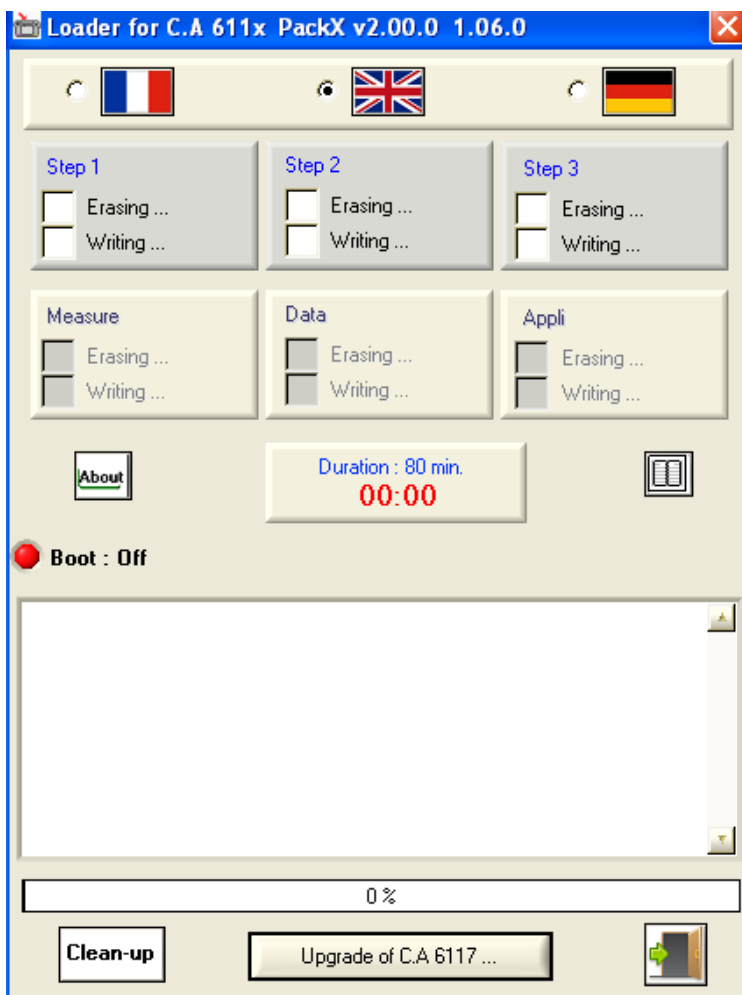 Loader for C.A 611x PackX v2.00.0 1.06.0
Step 1
Erasing ...
Writing ...
Step 2
Erasing ...
Writing ...
Step 3
Erasing ...
Writing ...
Measure
Erasing ...
Writing ...
Data
Erasing ...
Writing ...
Appli
Erasing ...
Writing ...
About
Duration : 80 min.
00:00
Boot : Off
0 %
Clean-up
Upgrade of C.A 6117 ...